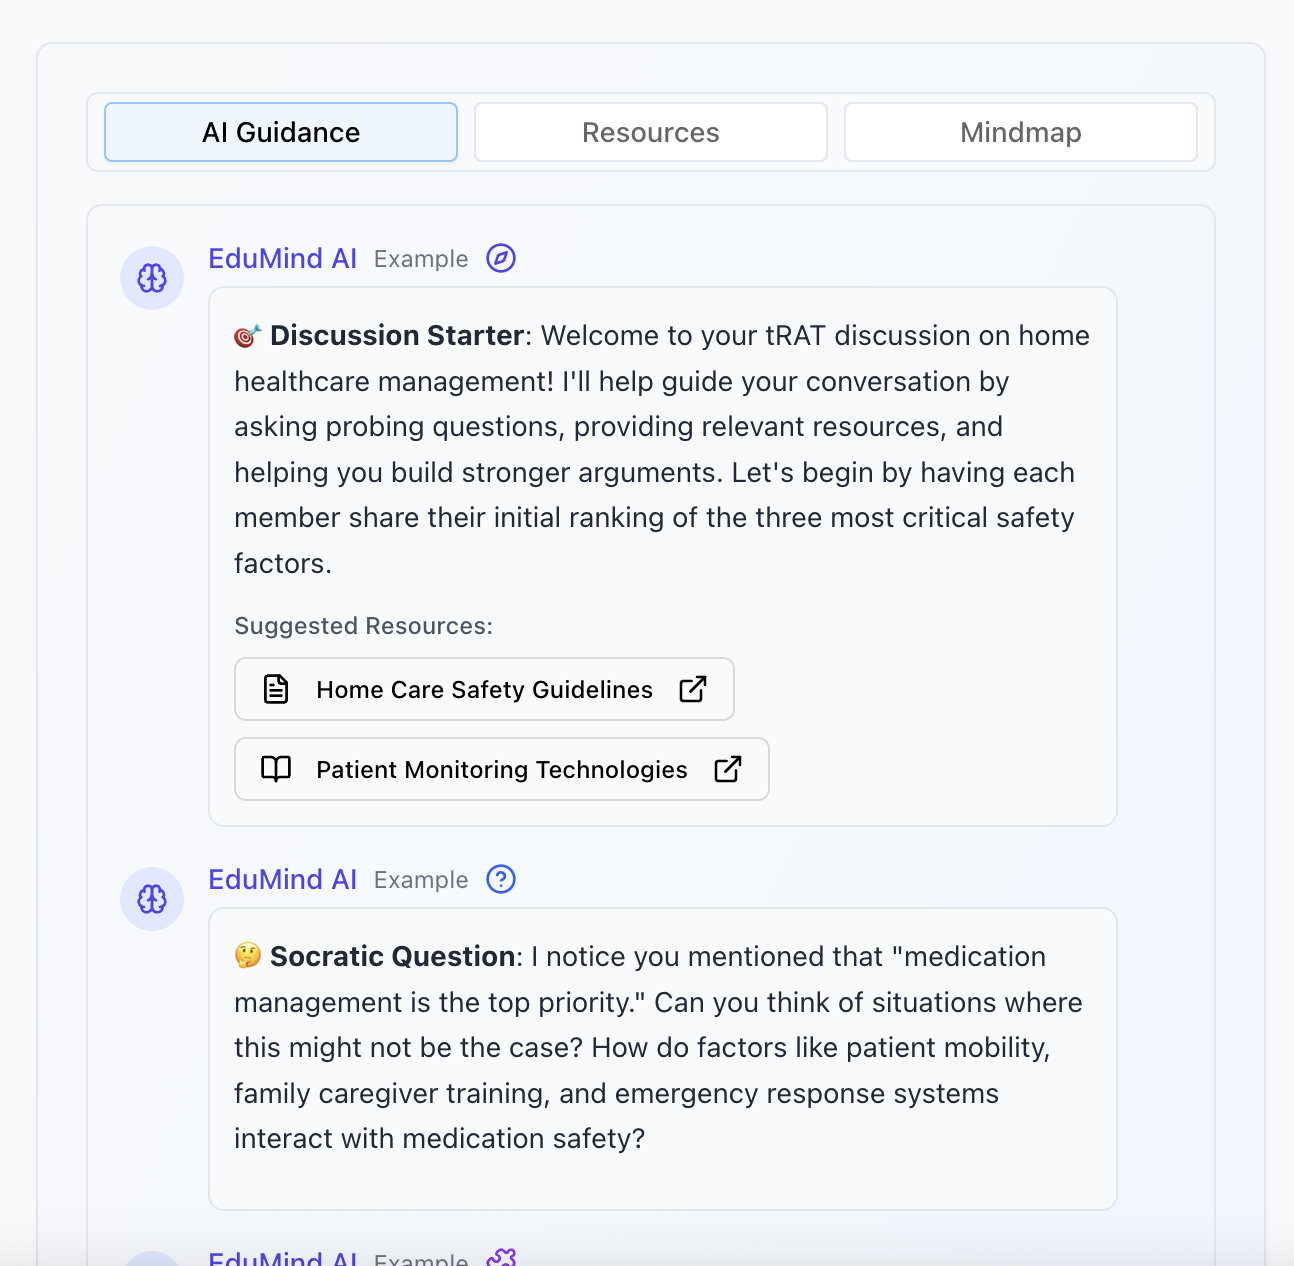 AI Guidance
Resources
Mindmap
EduMind AI Example
🎯 Discussion Starter: Welcome to your tRAT discussion on home
healthcare management! I'll help guide your conversation by
asking probing questions, providing relevant resources, and
helping you build stronger arguments. Let's begin by having each
member share their initial ranking of the three most critical safety
factors.
Suggested Resources:
Home Care Safety Guidelines
Patient Monitoring Technologies
EduMind AI Example
🤔 Socratic Question: I notice you mentioned that "medication
management is the top priority." Can you think of situations where
this might not be the case? How do factors like patient mobility,
family caregiver training, and emergency response systems
interact with medication safety?
EduMind AI Example